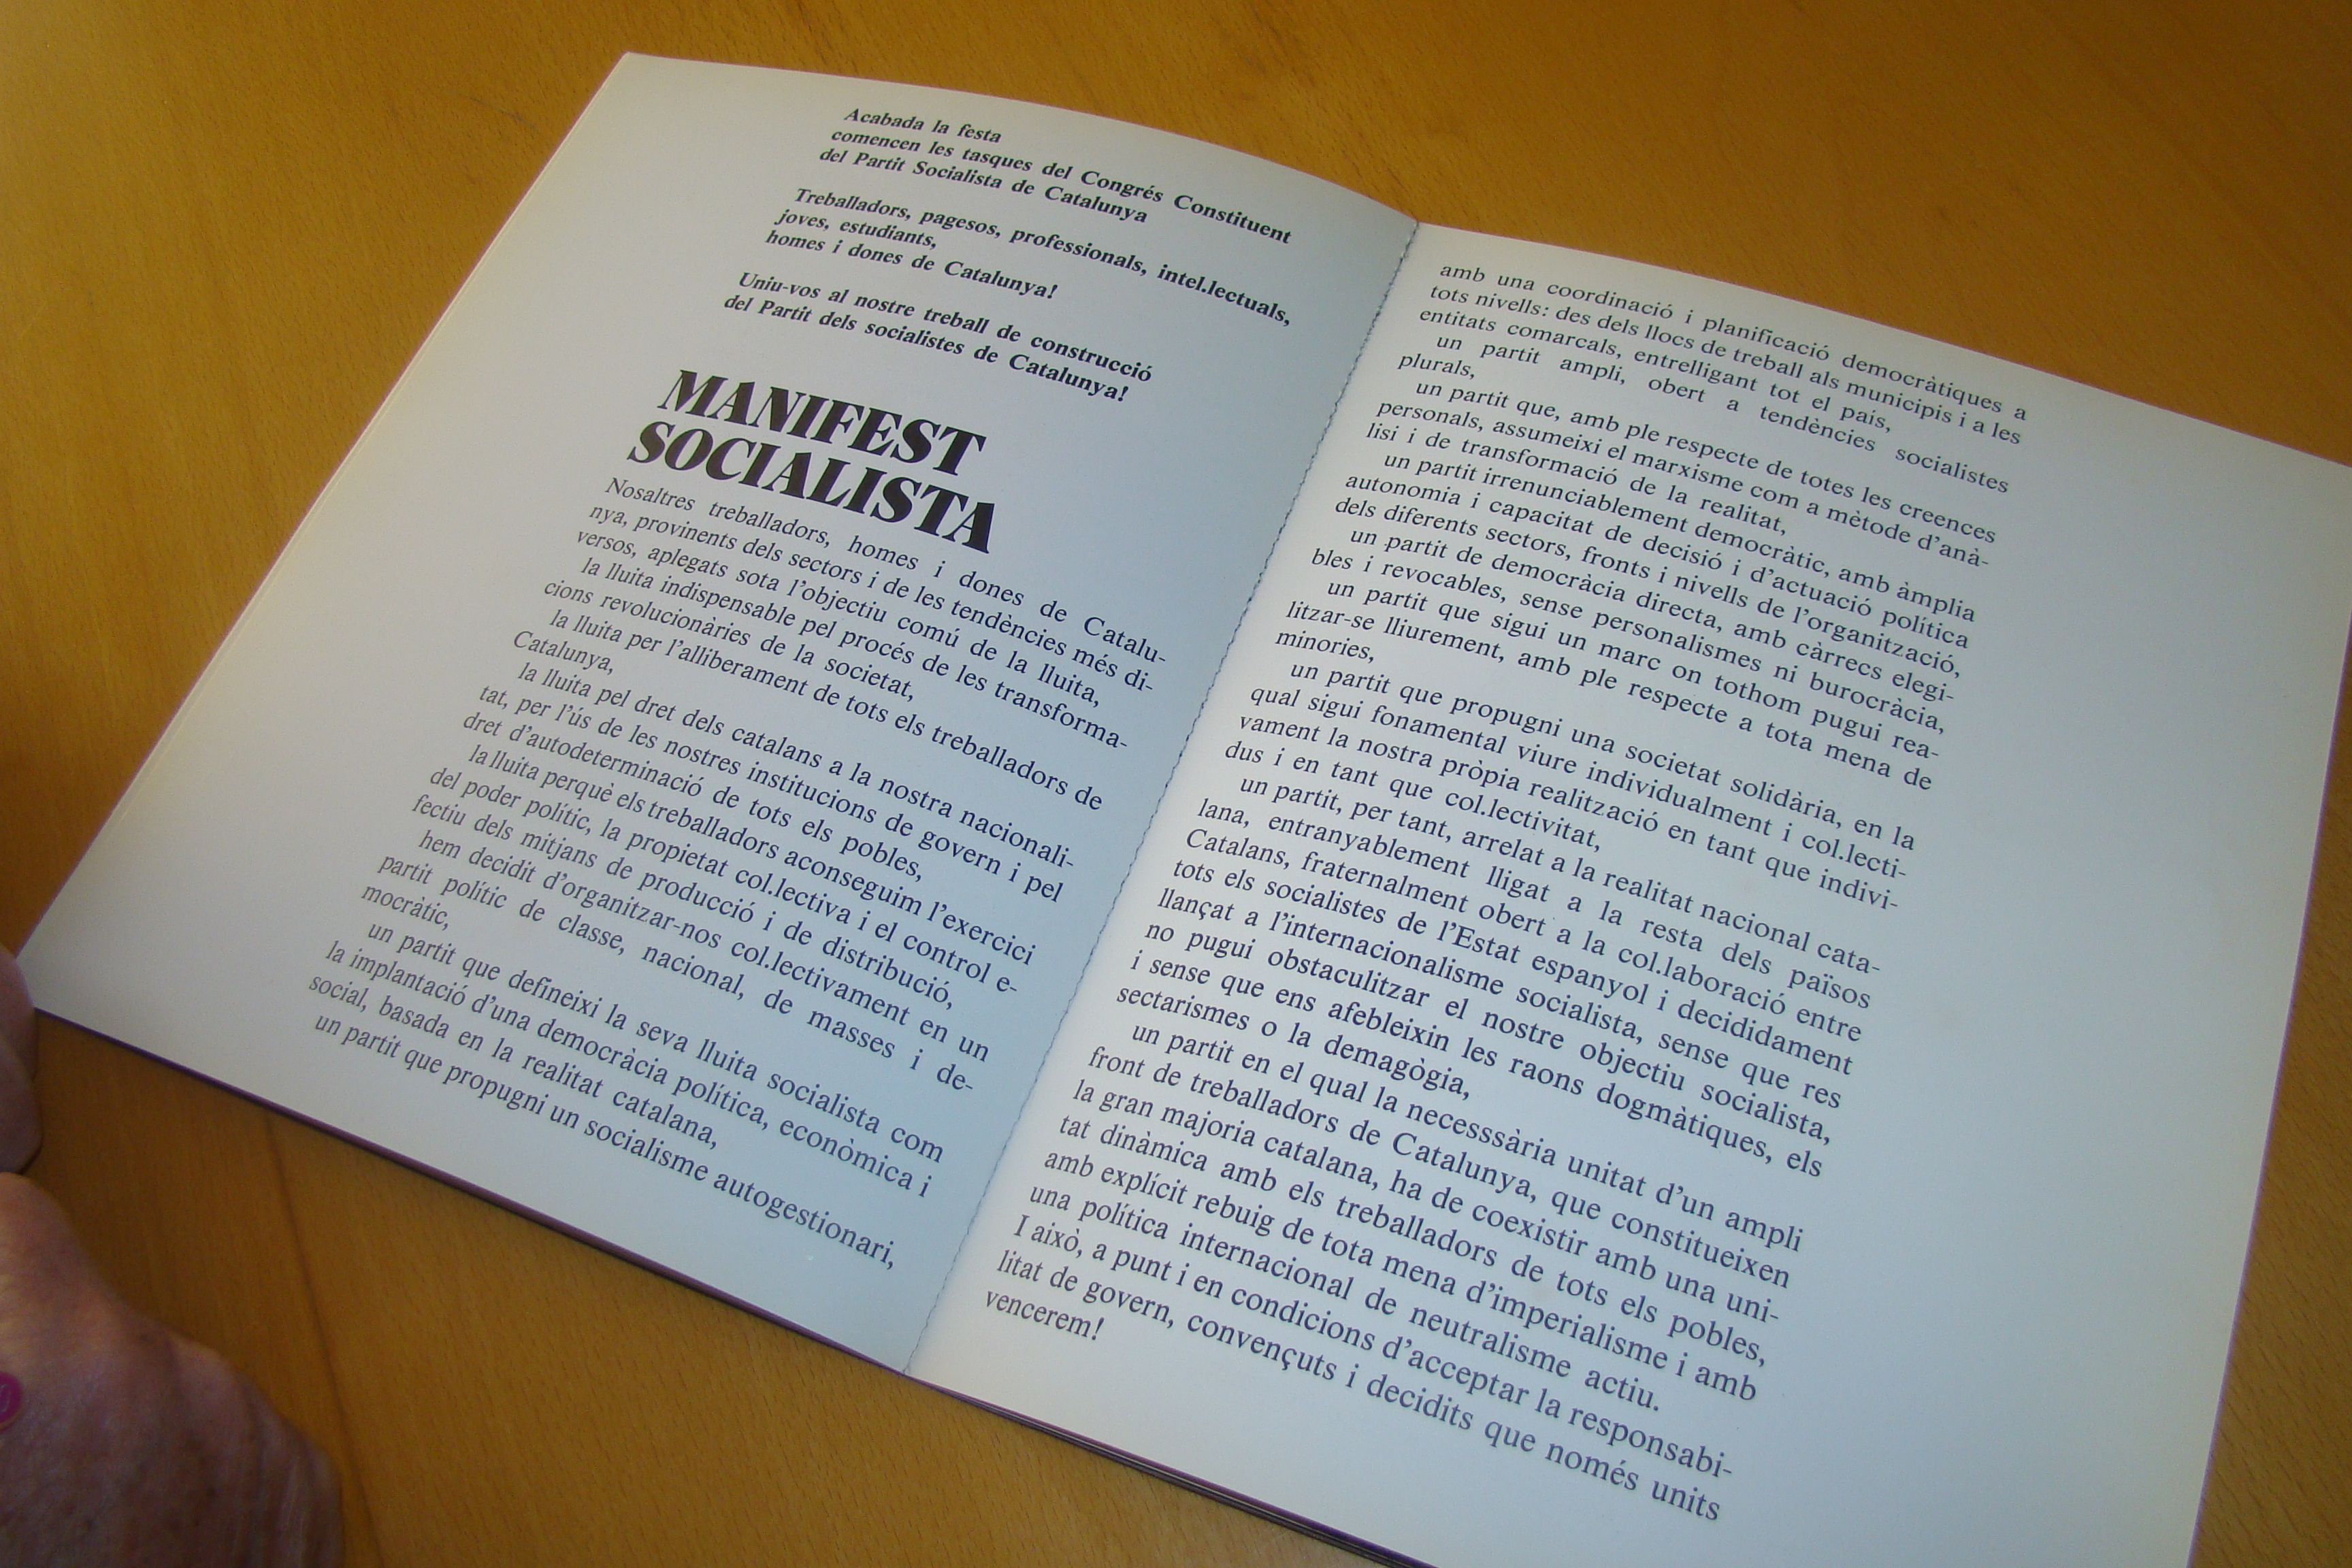 Acabada la festa
comencen les tasques del Congrés Constituent
del Partit Socialista de Catalunya
Treballadors, pagesos, professionals, intel.lectuals,
joves, estudiants,
homes i dones de Catalunya!
Uniu-vos al nostre treball de construcció
del Partit dels socialistes de Catalunya!
MANIFEST
SOCIALISTA
Nosaltres treballadors, homes i dones de Catalu-
nya, provinents dels sectors i de les tendències més di-
versos, aplegats sota l'objectiu comú de la lluita,
la lluita indispensable pel procés de les transforma-
cions revolucionàries de la societat,
la lluita per l'alliberament de tots els treballadors de
Catalunya,
la lluita pel dret dels catalans a la nostra nacionali-
tat, per l'ús de les nostres institucions de govern i pel
dret d'autodeterminació de tots els pobles,
la lluita perquè els treballadors aconseguim l'exercici
del poder polític, la propietat col.lectiva i el control e-
fectiu dels mitjans de producció i de distribució,
hem decidit d'organitzar-nos col.lectivament en un
partit polític de classe, nacional, de masses i de-
mocràtic,
un partit que defineixi la seva lluita socialista com
la implantació d'una democràcia política, econòmica i
social, basada en la realitat catalana,
un partit que propugni un socialisme autogestionari,
amb una coordinació i planificació democràtiques a
tots nivells: des dels llocs de treball als municipis i a les
entitats comarcals, entrelligant tot el país,
un partit ampli, obert a tendències socialistes
plurals,
un partit que, amb ple respecte de totes les creences
personals, assumeixi el marxisme com a mètode d'anà-
lisi i de transformació de la realitat,
un partit irrenunciablement democràtic, amb àmplia
autonomia i capacitat de decisió i d'actuació política
dels diferents sectors, fronts i nivells de l'organització,
un partit de democràcia directa, amb càrrecs elegi-
bles i revocables, sense personalismes ni burocràcia,
un partit que sigui un marc on tothom pugui rea-
litzar-se lliurement, amb ple respecte a tota mena de
minories,
un partit que propugni una societat solidària, en la
qual sigui fonamental viure individualment i col.lecti-
vament la nostra pròpia realització en tant que indivi-
dus i en tant que col.lectivitat,
un partit, per tant, arrelat a la realitat nacional cata-
lana, entranyablement lligat a la resta dels països
Catalans, fraternalment obert a la col.laboració entre
tots els socialistes de l'Estat espanyol i decididament
llançat a l'internacionalisme socialista, sense que res
no pugui obstaculitzar el nostre objectiu socialista,
i sense que ens afebleixin les raons dogmàtiques, els
sectarismes o la demagògia,
un partit en el qual la necesssària unitat d'un ampli
front de treballadors de Catalunya, que constitueixen
la gran majoria catalana, ha de coexistir amb una uni-
tat dinàmica amb els treballadors de tots els pobles,
amb explícit rebuig de tota mena d'imperialisme i amb
una política internacional de neutralisme actiu.
I això, a punt i en condicions d'acceptar la responsabi-
litat de govern, convençuts i decidits que només units
vencerem!